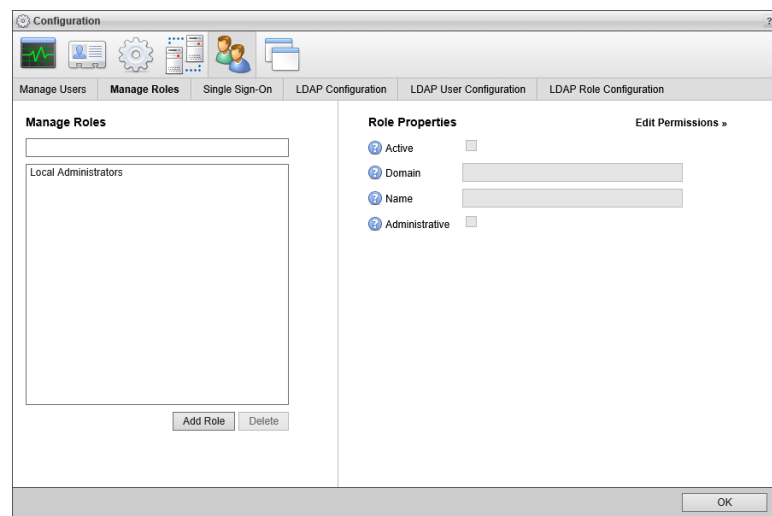 Configuration
?
Manage Users Manage Roles Single Sign-On LDAP Configuration LDAP User Configuration LDAP Role Configuration
Manage Roles
Local Administrators
Add Role Delete
Role Properties Edit Permissions »
? Active
? Domain
? Name
? Administrative
OK